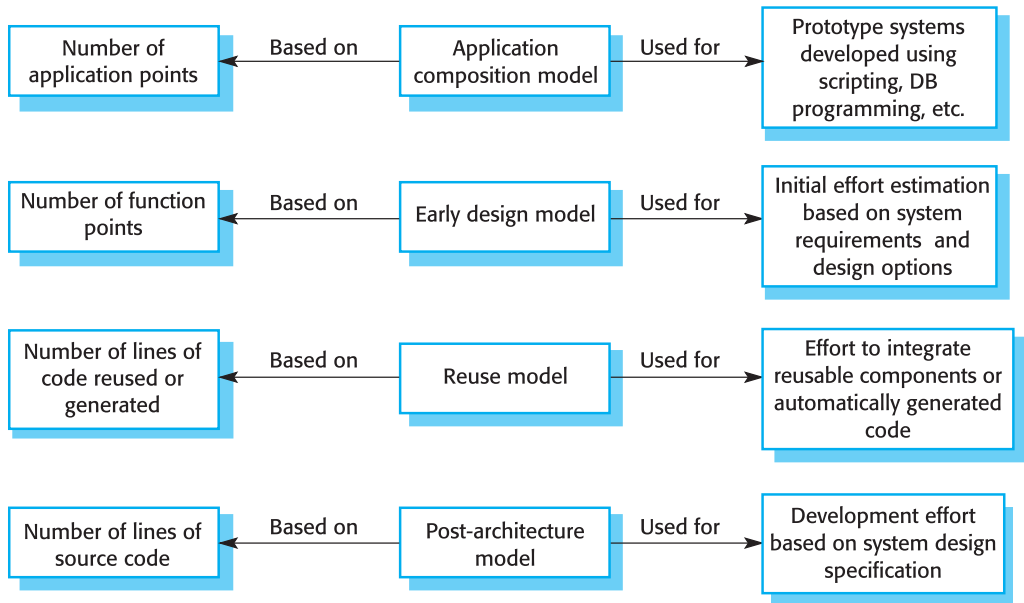 Number of
application points
Based on
Application
composition model
Used for
Prototype systems
developed using
scripting, DB
programming, etc.
Number of function
points
Based on
Early design model
Used for
Initial effort estimation
based on system
requirements and
design options
Number of lines of
code reused or
generated
Based on
Reuse model
Used for
Effort to integrate
reusable components or
automatically generated
code
Number of lines of
source code
Based on
Post-architecture
model
Used for
Development effort
based on system design
specification